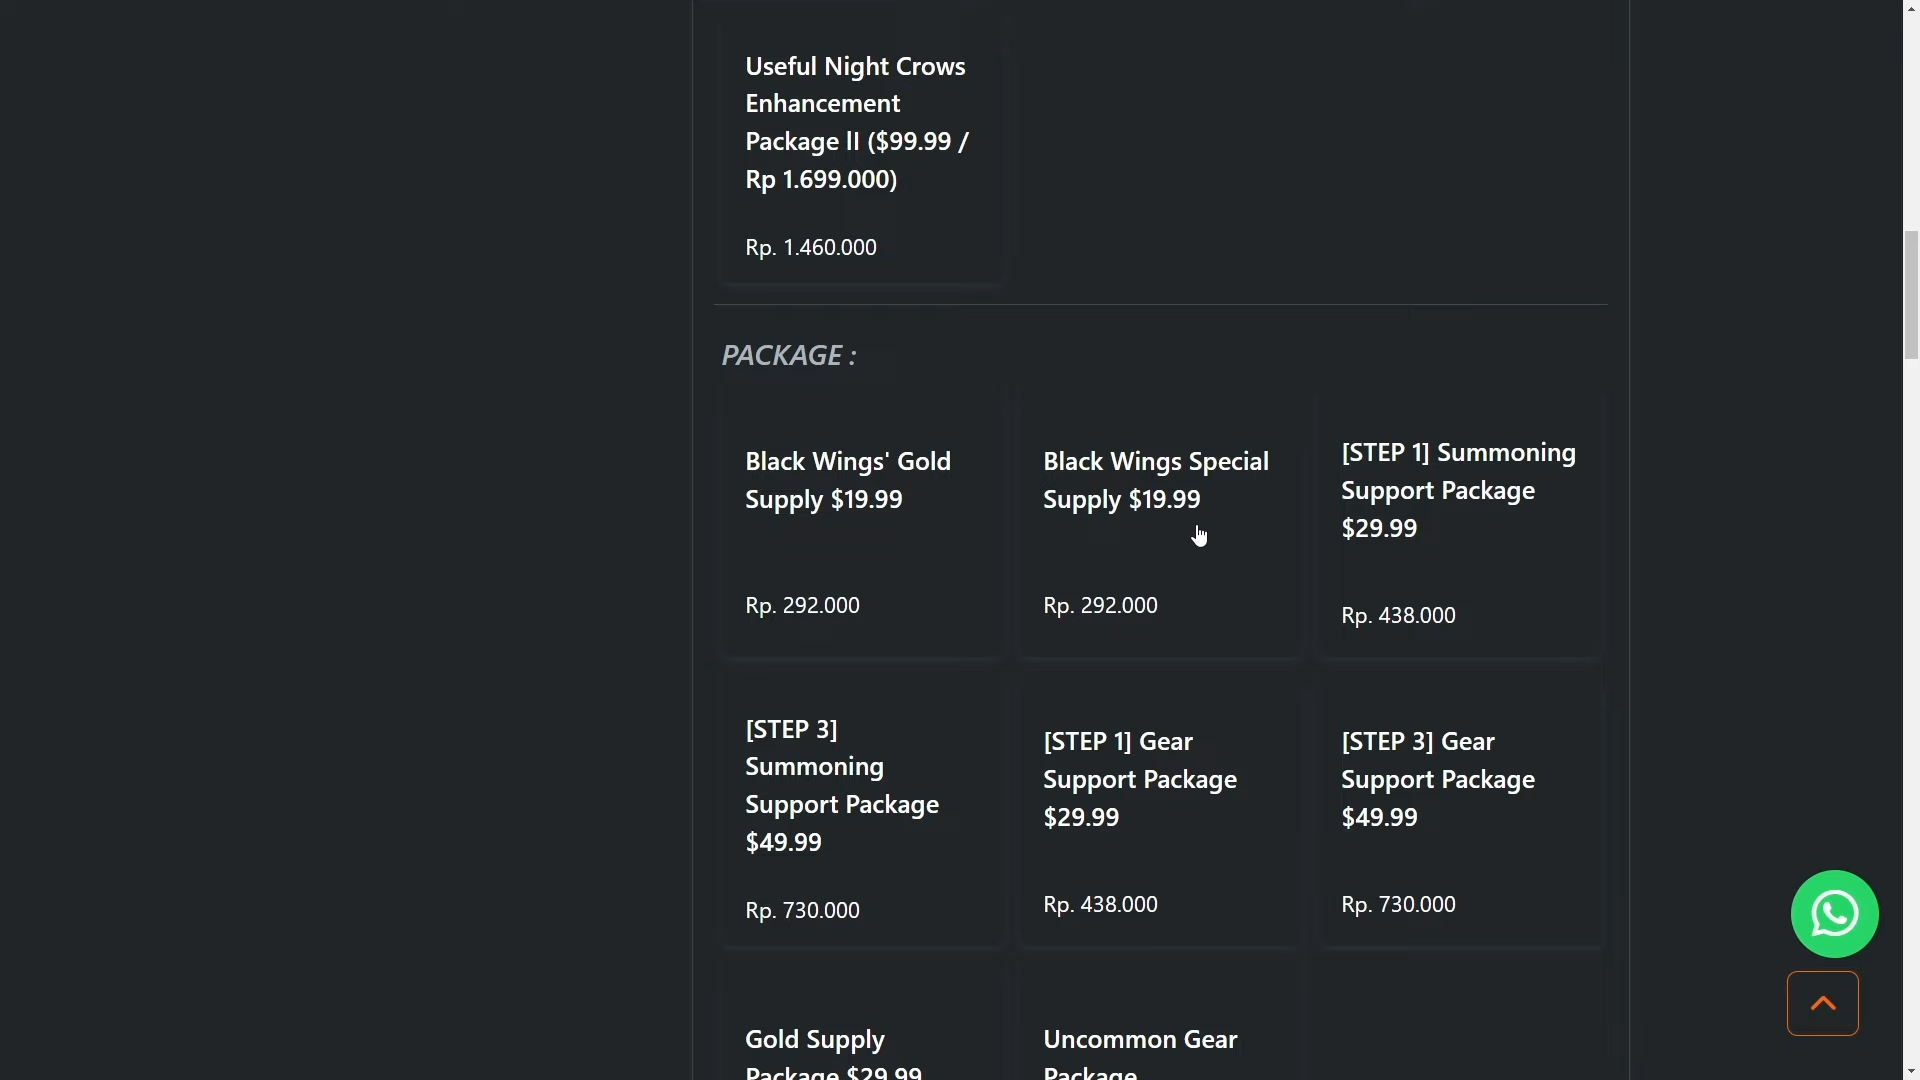 Useful Night Crows
Enhancement
Package II ($99.99 /
Rp 1.699.000)
Rp. 1.460.000
PACKAGE :
Black Wings' Gold
Supply $19.99
Rp. 292.000
Black Wings Special
Supply $19.99
Rp. 292.000
[STEP 1] Summoning
Support Package
$29.99
Rp. 438.000
[STEP 3]
Summoning
Support Package
$49.99
Rp. 730.000
[STEP 1] Gear
Support Package
$29.99
Rp. 438.000
[STEP 3] Gear
Support Package
$49.99
Rp. 730.000
Gold Supply
Package $29.99
Uncommon Gear
Package